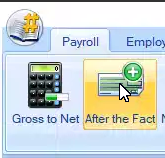 Payroll Employ
Gross to Net After the Fact